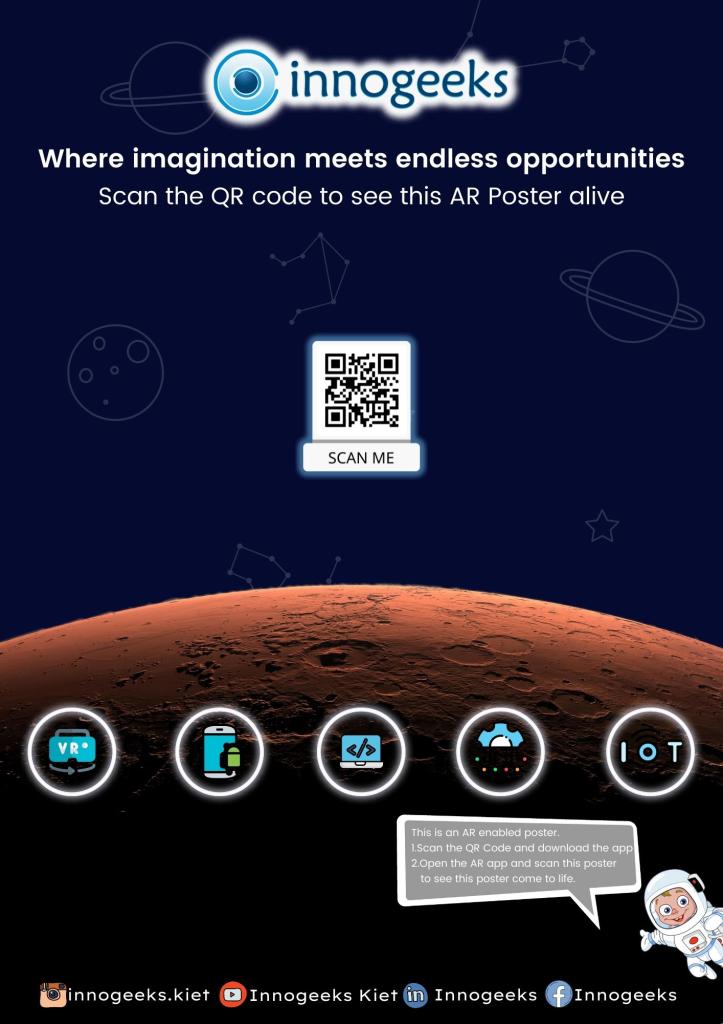 innogeeks
Where imagination meets endless opportunities
Scan the QR code to see this AR Poster alive
SCAN ME
VR
</>
IOT
This is an AR enabled poster.
1.Scan the QR Code and download the app
2.Open the AR app and scan this poster
to see this poster come to life.
innogeeks.kiet Innogeeks Kiet in Innogeeks f Innogeeks